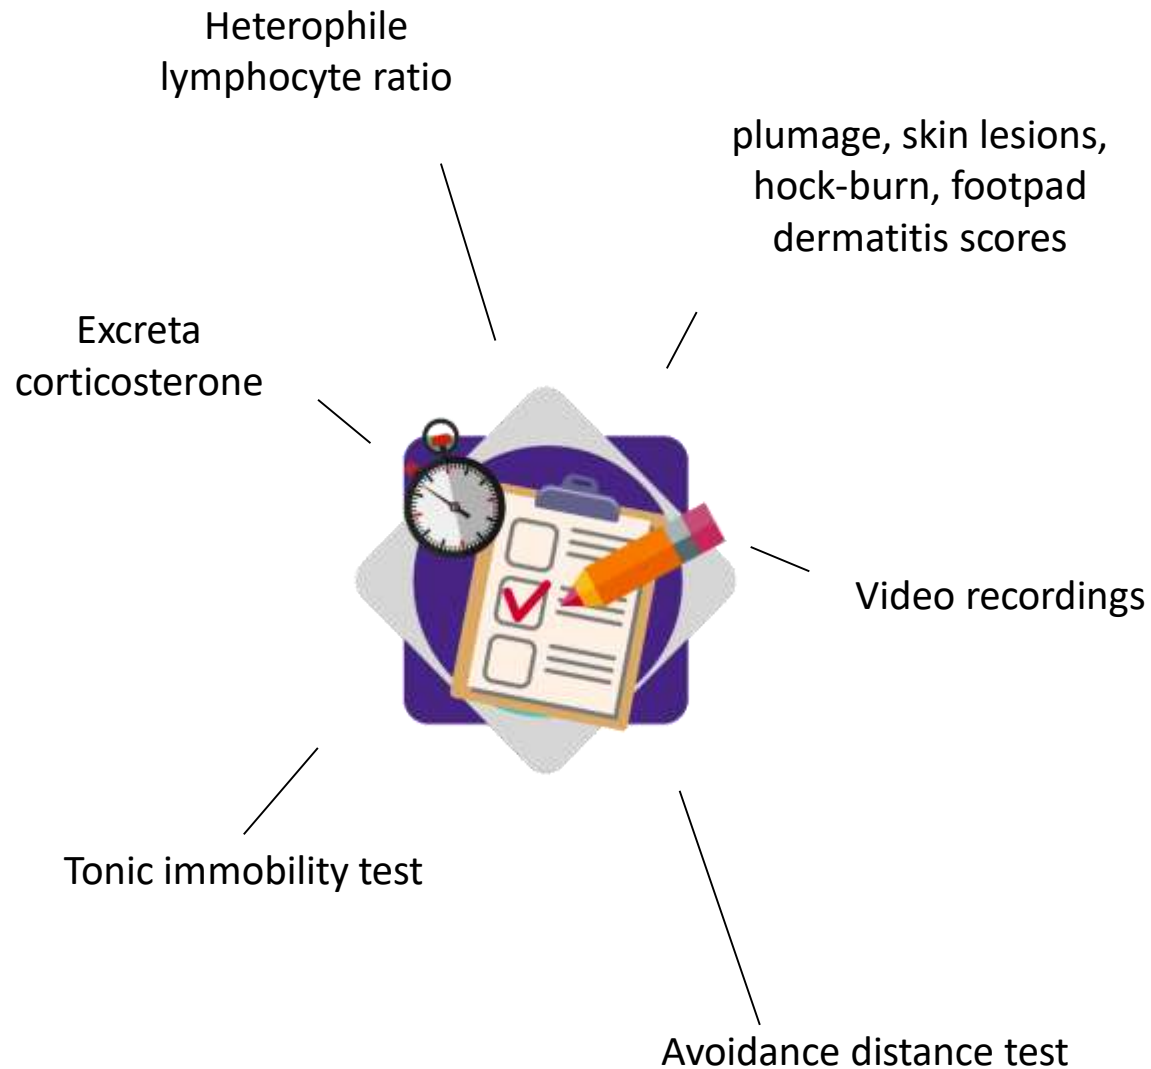 Heterophile
lymphocyte ratio
plumage, skin lesions,
hock-burn, footpad
dermatitis scores
Excreta
corticosterone
Video recordings
Tonic immobility test
Avoidance distance test